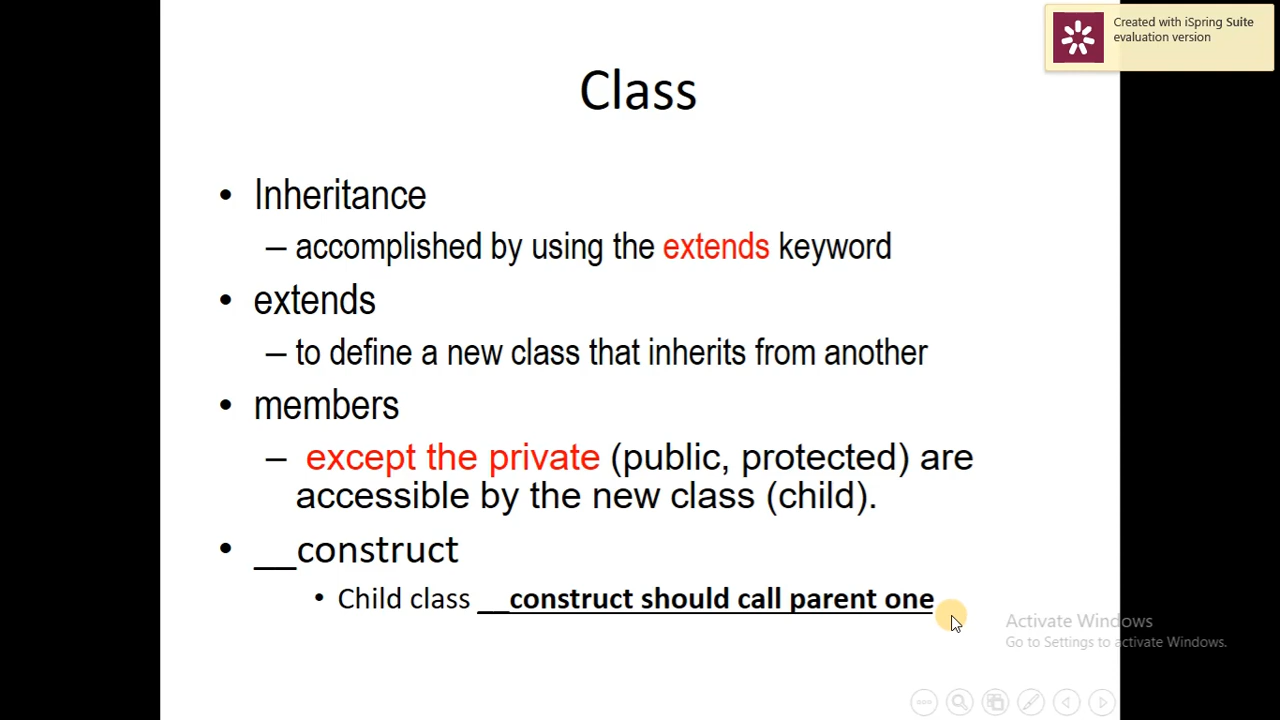 Created with iSpring Suite
evaluation version
Class
• Inheritance
– accomplished by using the extends keyword
• extends
– to define a new class that inherits from another
• members
– except the private (public, protected) are
accessible by the new class (child).
• __construct
• Child class __construct should call parent one
Activate Windows
Go to Settings to activate Windows.